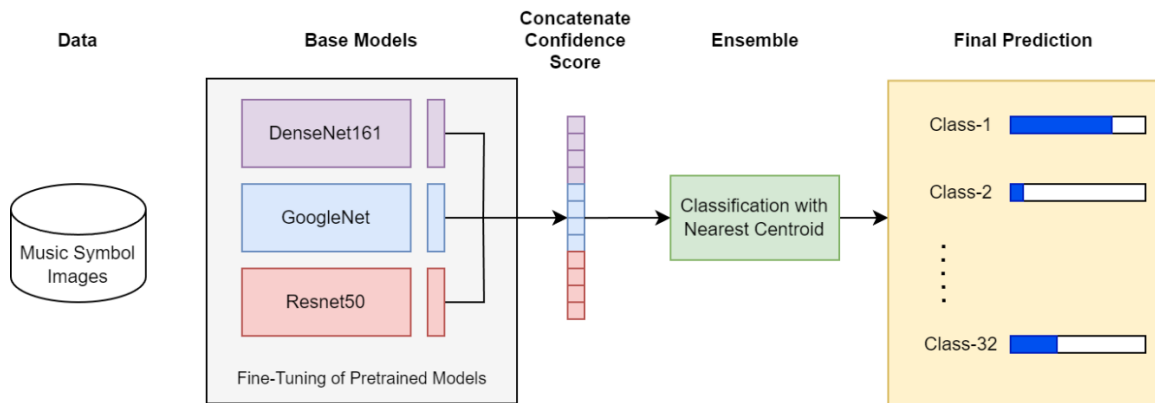 Data
Base Models
Concatenate
Confidence
Score
Ensemble
Final Prediction
Music Symbol
Images
DenseNet161
GoogleNet
Resnet50
Fine-Tuning of Pretrained Models
Classification with
Nearest Centroid
Class-1
Class-2
Class-32